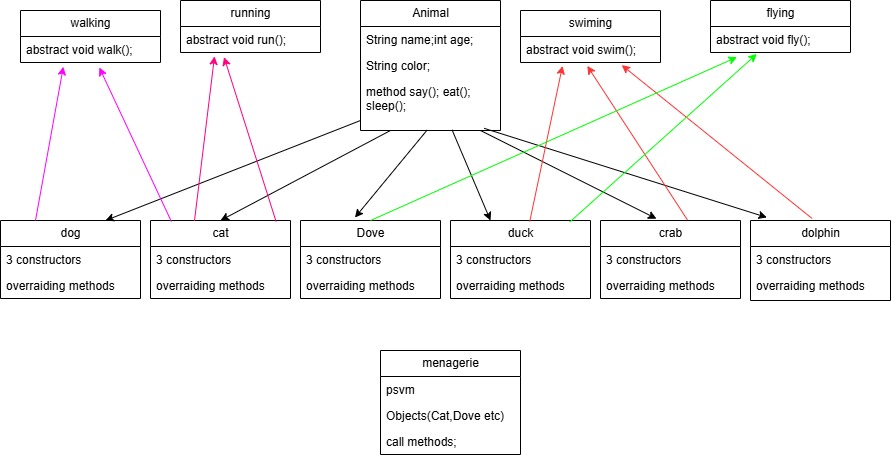 walking
abstract void walk();
running
abstract void run();
Animal
String name;int age;
String color;
method say(); eat();
sleep();
swiming
abstract void swim();
flying
abstract void fly();
dog
3 constructors
overraiding methods
cat
3 constructors
overraiding methods
Dove
3 constructors
overraiding methods
duck
3 constructors
overraiding methods
crab
3 constructors
overraiding methods
dolphin
3 constructors
overraiding methods
menagerie
psvm
Objects(Cat,Dove etc)
call methods;